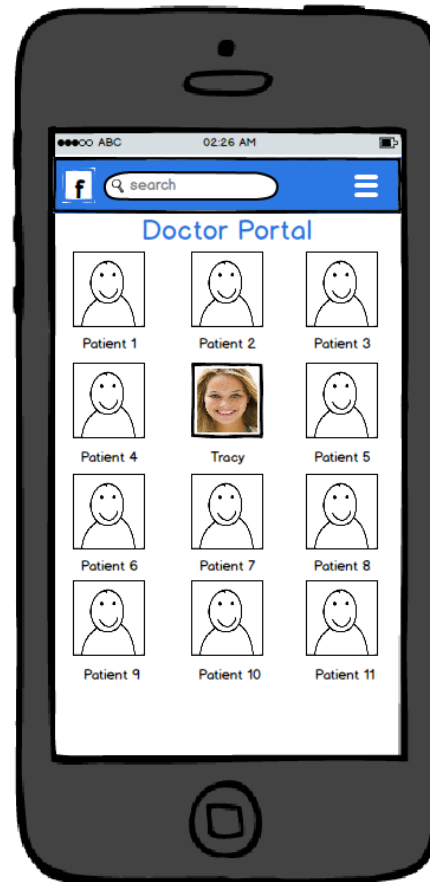 ABC 02:26 AM
f search
Doctor Portal
Patient 1 Patient 2 Patient 3
Patient 4 Tracy Patient 5
Patient 6 Patient 7 Patient 8
Patient 9 Patient 10 Patient 11